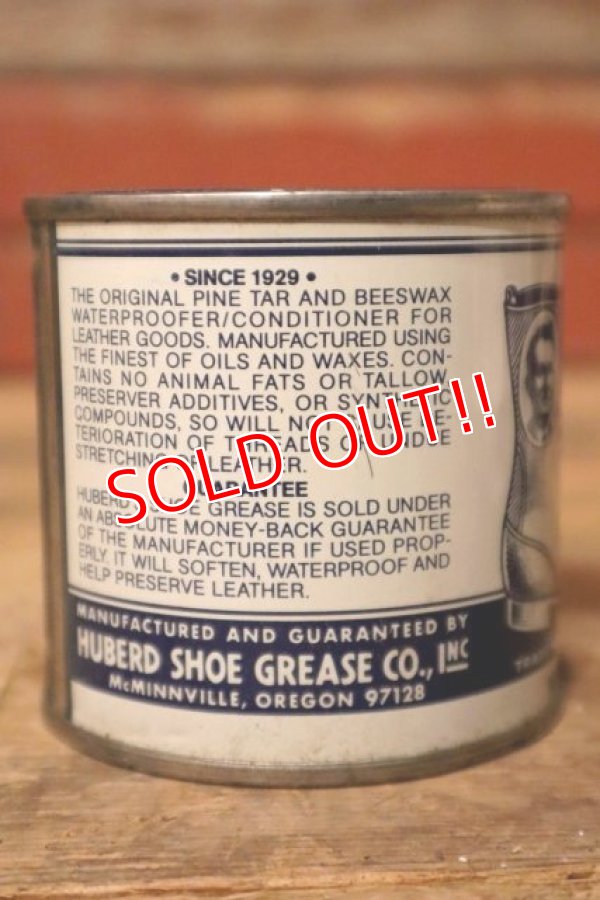 • SINCE 1929 •
THE ORIGINAL PINE TAR AND BEESWAX
WATERPROOFER/CONDITIONER FOR
LEATHER GOODS. MANUFACTURED USING
THE FINEST OF OILS AND WAXES. CON-
TAINS NO ANIMAL FATS OR TALLOW,
PRESERVER ADDITIVES, OR SYNTHETIC
COMPOUNDS, SO WILL NOT CAUSE DE-
TERIORATION OF THREADS OR UNDUE
STRETCHING OF LEATHER.
GUARANTEE
HUBERD SHOE GREASE IS SOLD UNDER
AN ABSOLUTE MONEY-BACK GUARANTEE
OF THE MANUFACTURER IF USED PROP-
ERLY. IT WILL SOFTEN, WATERPROOF AND
HELP PRESERVE LEATHER.
MANUFACTURED AND GUARANTEED BY
HUBERD SHOE GREASE CO., INC
McMINNVILLE, OREGON 97128
SOLD OUT!!